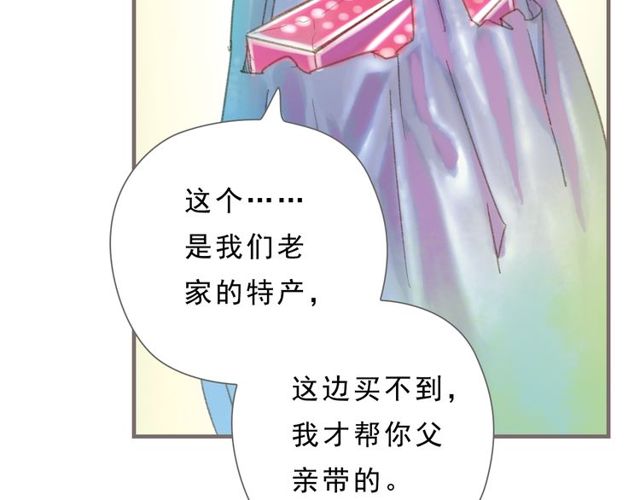 这个……
是我们老
家的特产，
这边买不到，
我才帮你父
亲带的。